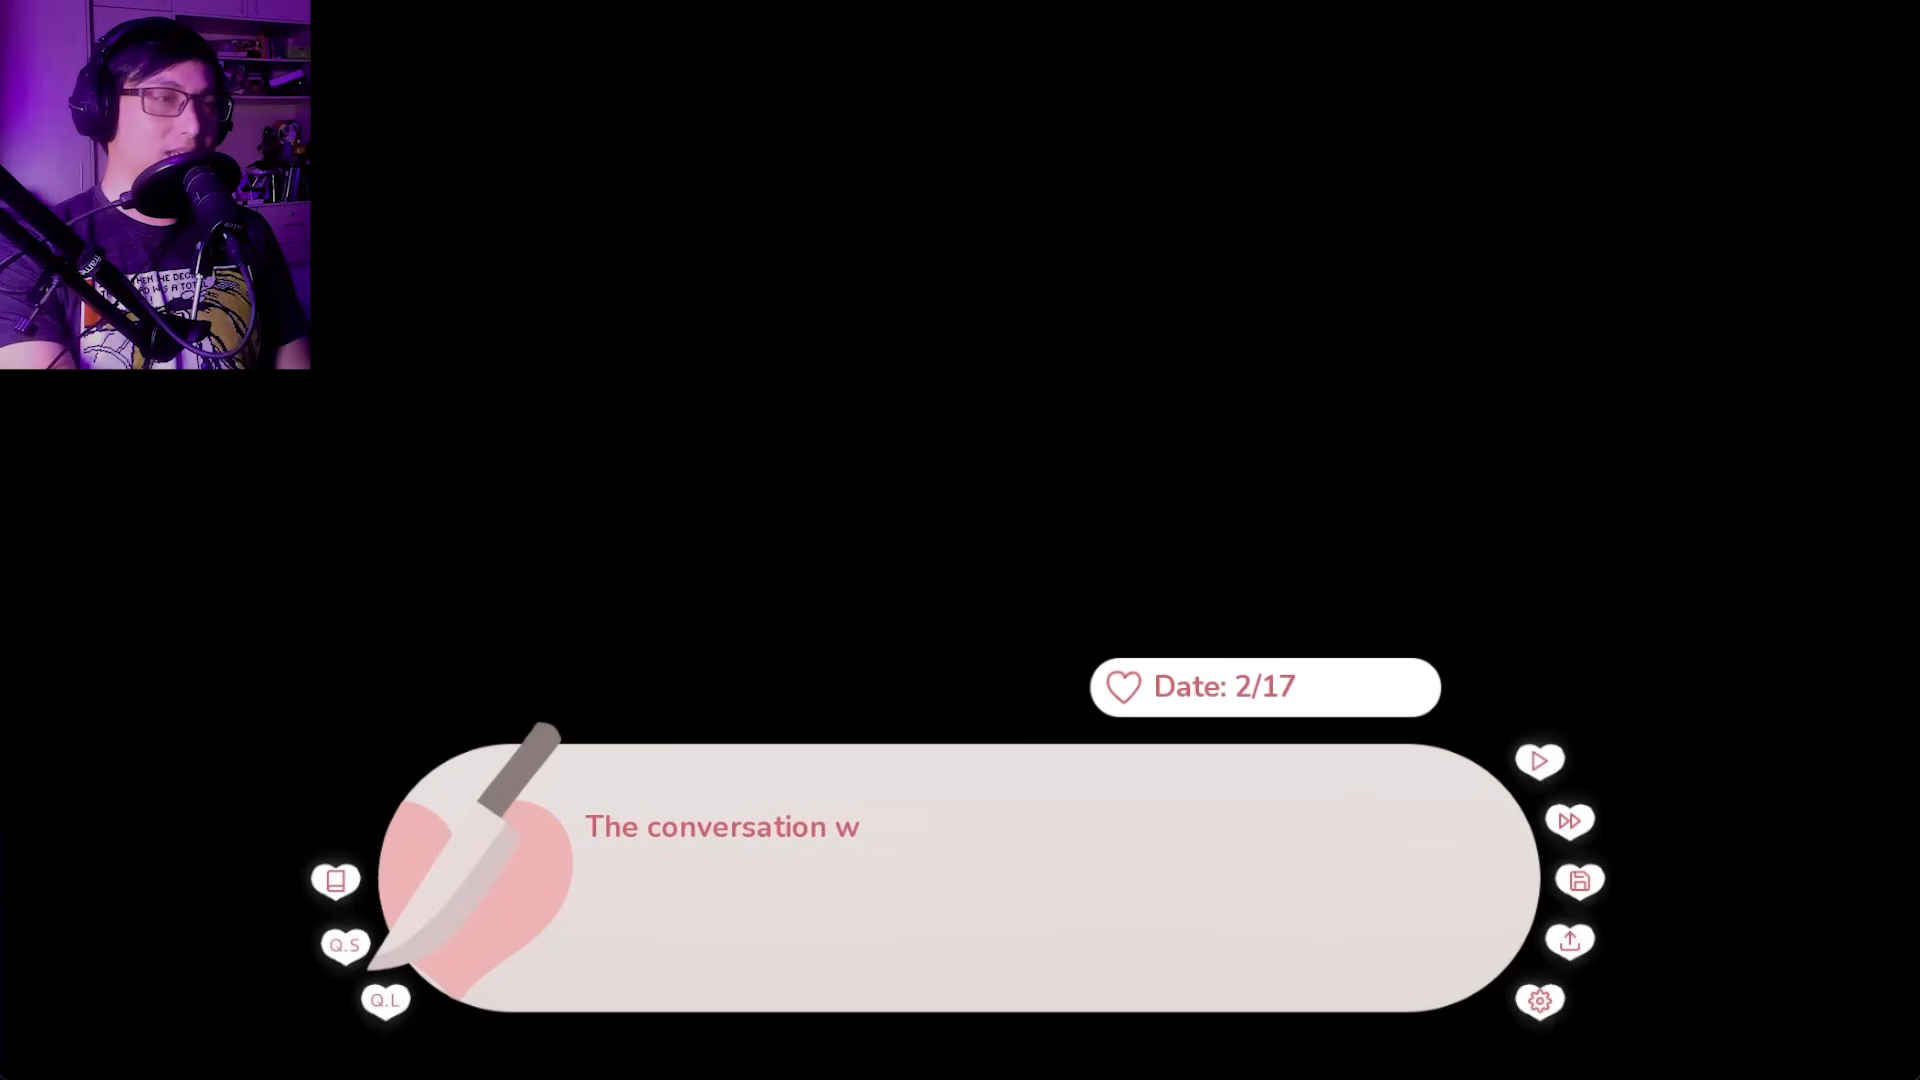 Date: 2/17
The conversation w
Q.S
Q.L